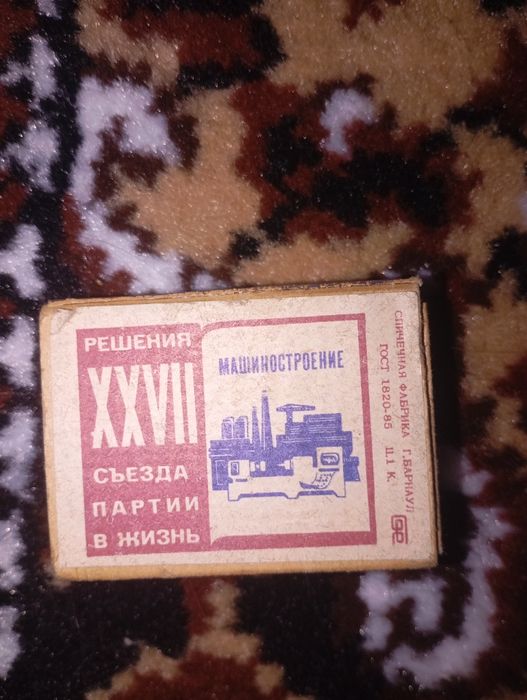 РЕШЕНИЯ
XXVII
СЪЕЗДА
ПАРТИИ
В ЖИЗНЬ
МАШИНОСТРОЕНИЕ
СПИЧЕЧНАЯ ФАБРИКА Г. БАРНАУЛ
ГОСТ 1820-85 Ц.1 К.